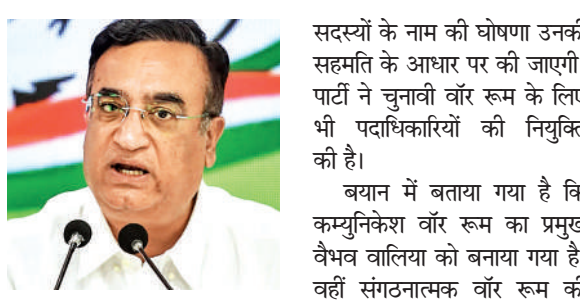 सदस्यों के नाम की घोषणा उनकी
सहमति के आधार पर की जाएगी
पार्टी ने चुनावी वॉर रूम के लिए
भी पदाधिकारियों की नियुक्ति
की है।
बयान में बताया गया है कि
कम्युनिकेश वॉर रूम का प्रमुख
वैभव वालिया को बनाया गया है
वहीं संगठनात्मक वॉर रूम की